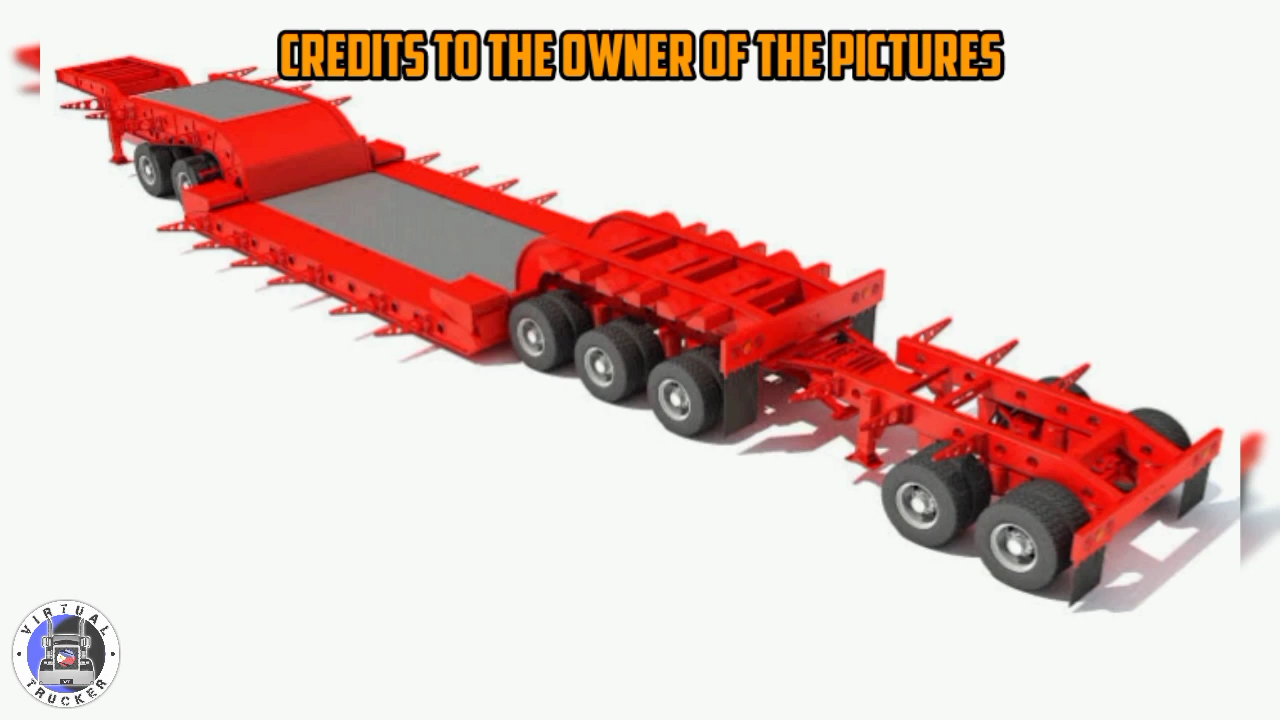 CREDITS TO THE OWNER OF THE PICTURES
VIRTUAL
TRUCKER